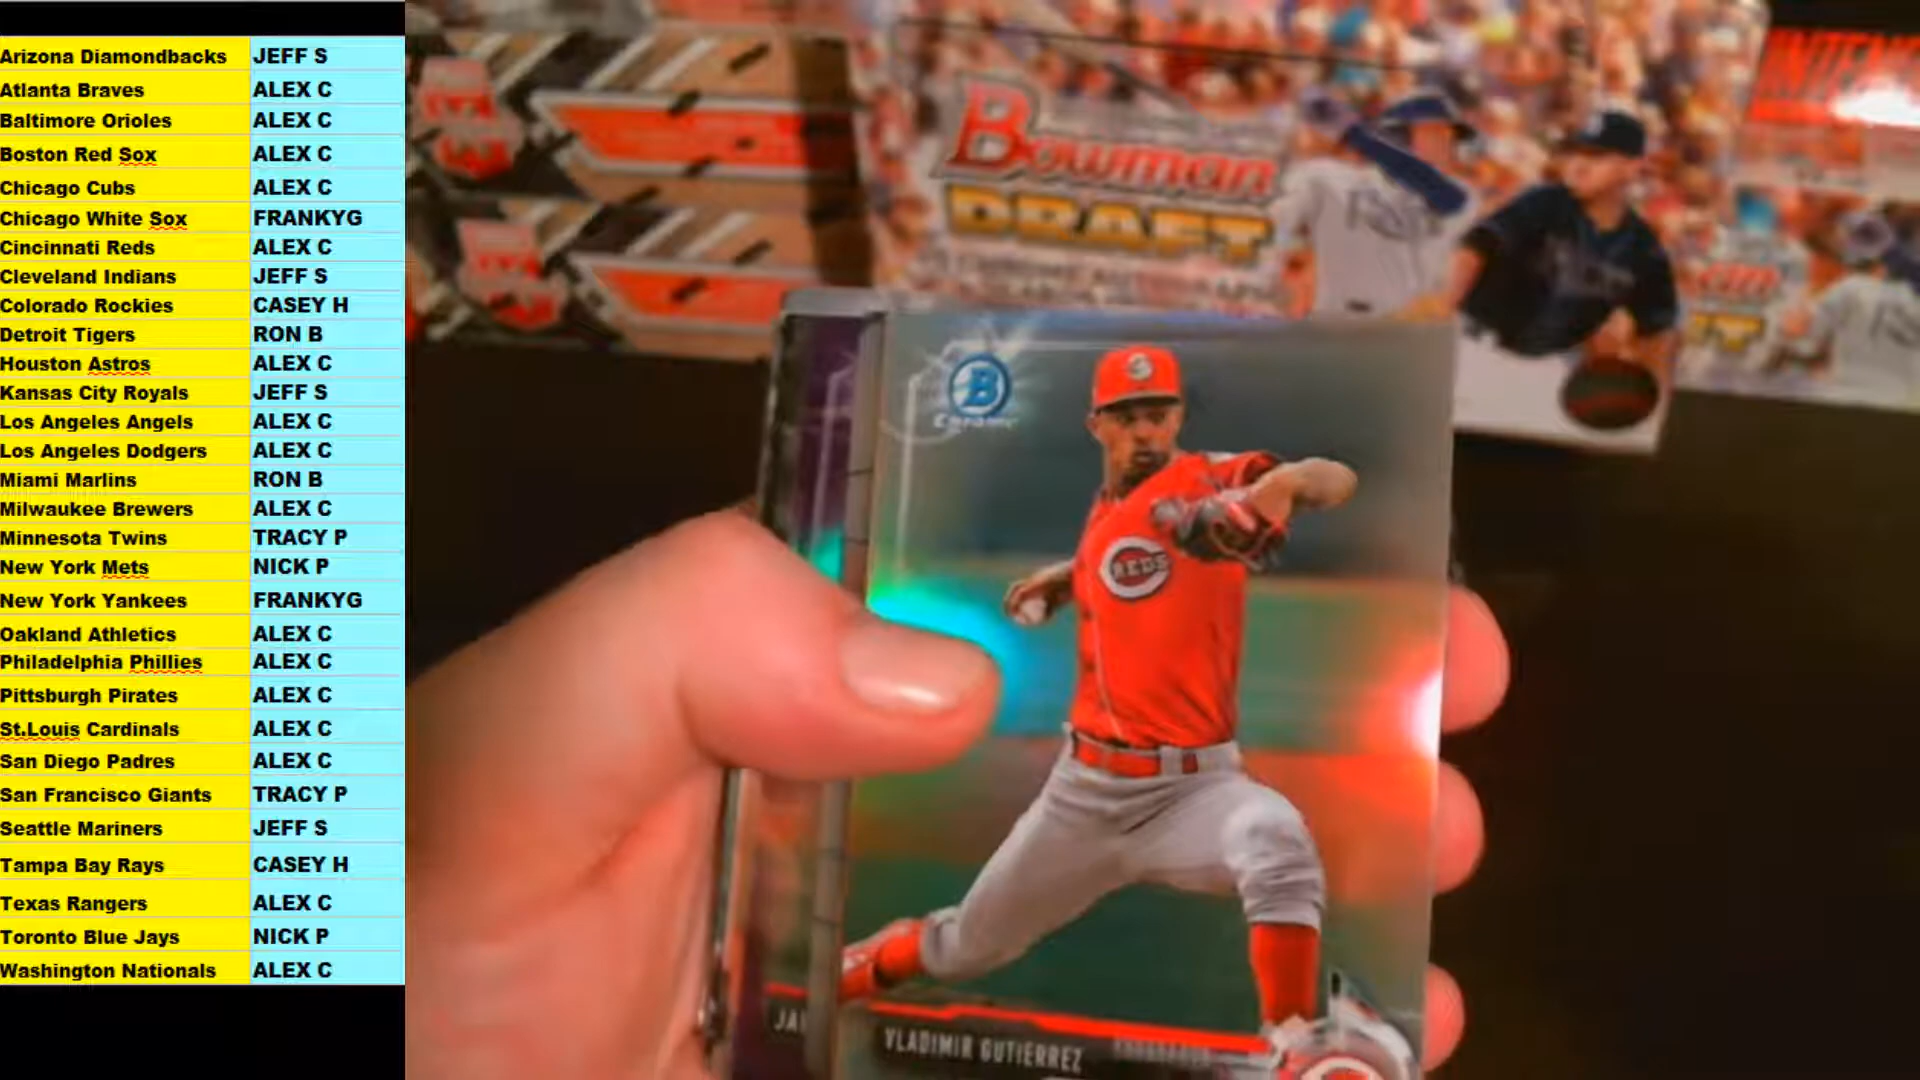 Arizona Diamondbacks JEFF S
Atlanta Braves ALEX C
Baltimore Orioles ALEX C
Boston Red Sox ALEX C
Chicago Cubs ALEX C
Chicago White Sox FRANKYG
Cincinnati Reds ALEX C
Cleveland Indians JEFF S
Colorado Rockies CASEY H
Detroit Tigers RON B
Houston Astros ALEX C
Kansas City Royals JEFF S
Los Angeles Angels ALEX C
Los Angeles Dodgers ALEX C
Miami Marlins RON B
Milwaukee Brewers ALEX C
Minnesota Twins TRACY P
New York Mets NICK P
New York Yankees FRANKYG
Oakland Athletics ALEX C
Philadelphia Phillies ALEX C
Pittsburgh Pirates ALEX C
St.Louis Cardinals ALEX C
San Diego Padres ALEX C
San Francisco Giants TRACY P
Seattle Mariners JEFF S
Tampa Bay Rays CASEY H
Texas Rangers ALEX C
Toronto Blue Jays NICK P
Washington Nationals ALEX C
Bowman
DRAFT
B
Chrome
REDS
VLADIMIR GUTIERREZ